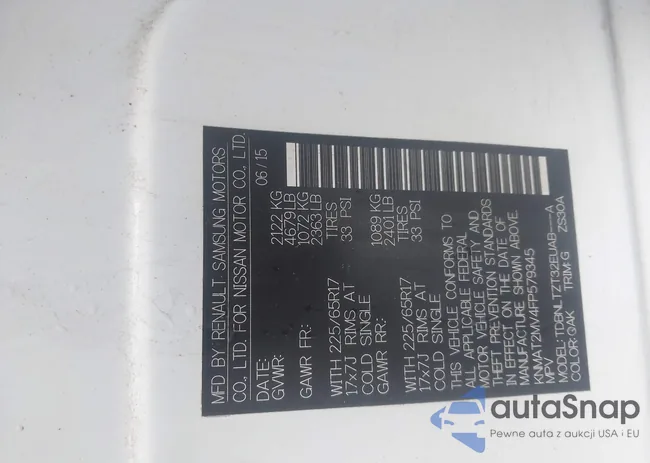 MFD BY RENAULT SAMSUNG MOTORS
CO., LTD. FOR NISSAN MOTOR CO., LTD.
DATE: 06/15
GVWR: 2122 KG
4679 LB
GAWR FR: 1072 KG
2363 LB
WITH 225/65R17 TIRES
17x7J RIMS AT 33 PSI
COLD SINGLE
GAWR RR: 1089 KG
2401 LB
WITH 225/65R17 TIRES
17x7J RIMS AT 33 PSI
COLD SINGLE
THIS VEHICLE CONFORMS TO
ALL APPLICABLE FEDERAL
MOTOR VEHICLE SAFETY AND
THEFT PREVENTION STANDARDS
IN EFFECT ON THE DATE OF
MANUFACTURE SHOWN ABOVE.
KNMAT2MV4FP579345
MPV
MODEL:TDBNLTZT32EUAB---A
COLOR:GAK TRIM:G ZS30A
autaSnap
Pewne auta z aukcji USA i EU